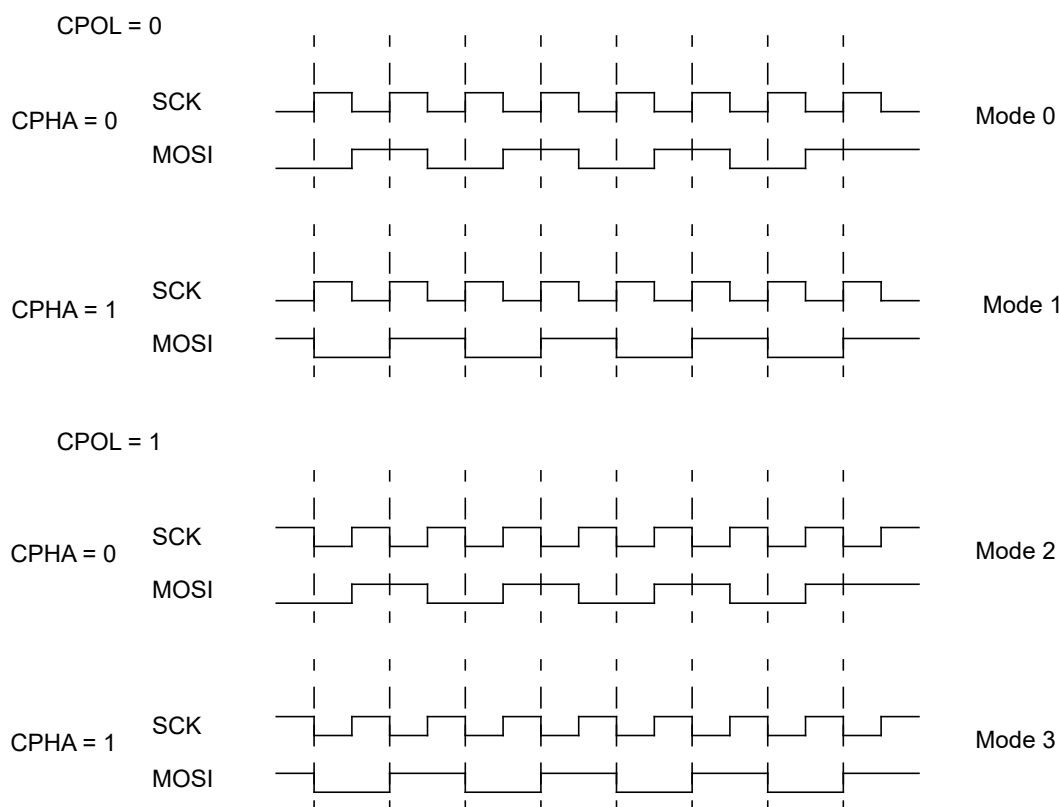 CPOL = 0
SCK
CPHA = 0
Mode 0
MOSI
SCK
CPHA = 1
Mode 1
MOSI
CPOL = 1
SCK
CPHA = 0
Mode 2
MOSI
SCK
CPHA = 1
Mode 3
MOSI